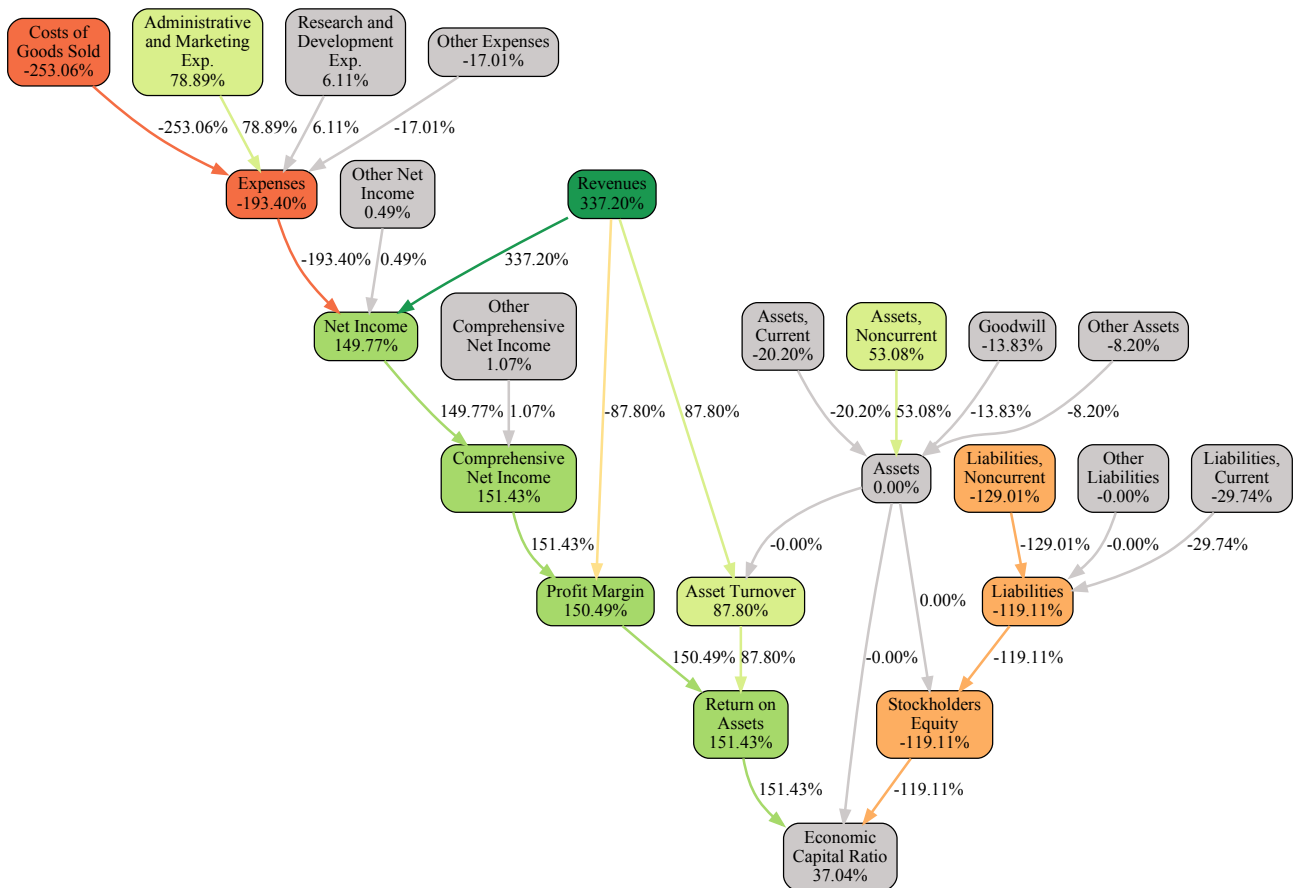 Costs of
Goods Sold
-253.06%
Administrative
and Marketing
Exp.
78.89%
Research and
Development
Exp.
6.11%
Other Expenses
-17.01%
-253.06%
78.89%
6.11%
-17.01%
Expenses
-193.40%
Other Net
Income
0.49%
Revenues
337.20%
-193.40%
0.49%
337.20%
Net Income
149.77%
Other
Comprehensive
Net Income
1.07%
Assets,
Current
-20.20%
Assets,
Noncurrent
53.08%
Goodwill
-13.83%
Other Assets
-8.20%
149.77%
1.07%
-87.80%
87.80%
-20.20%
53.08%
-13.83%
-8.20%
Comprehensive
Net Income
151.43%
Assets
0.00%
Liabilities,
Noncurrent
-129.01%
Other
Liabilities
-0.00%
Liabilities,
Current
-29.74%
151.43%
-0.00%
-129.01%
-0.00%
-29.74%
Profit Margin
150.49%
Asset Turnover
87.80%
0.00%
Liabilities
-119.11%
150.49%
87.80%
-0.00%
-119.11%
Return on
Assets
151.43%
Stockholders
Equity
-119.11%
151.43%
-119.11%
Economic
Capital Ratio
37.04%